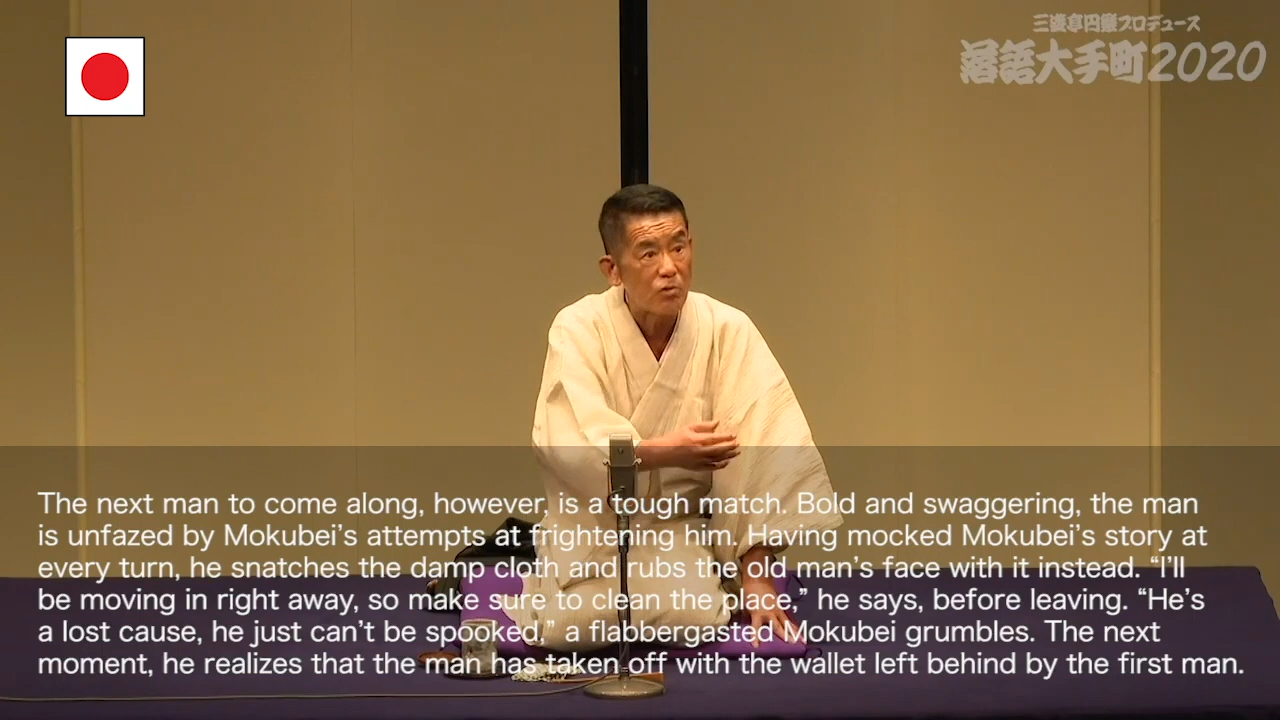 三遊亭円楽プロデュース
落語大手町2020
The next man to come along, however, is a tough match. Bold and swaggering, the man
is unfazed by Mokubei’s attempts at frightening him. Having mocked Mokubei’s story at
every turn, he snatches the damp cloth and rubs the old man’s face with it instead. “I’ll
be moving in right away, so make sure to clean the place,” he says, before leaving. “He’s
a lost cause, he just can’t be spooked,” a flabbergasted Mokubei grumbles. The next
moment, he realizes that the man has taken off with the wallet left behind by the first man.